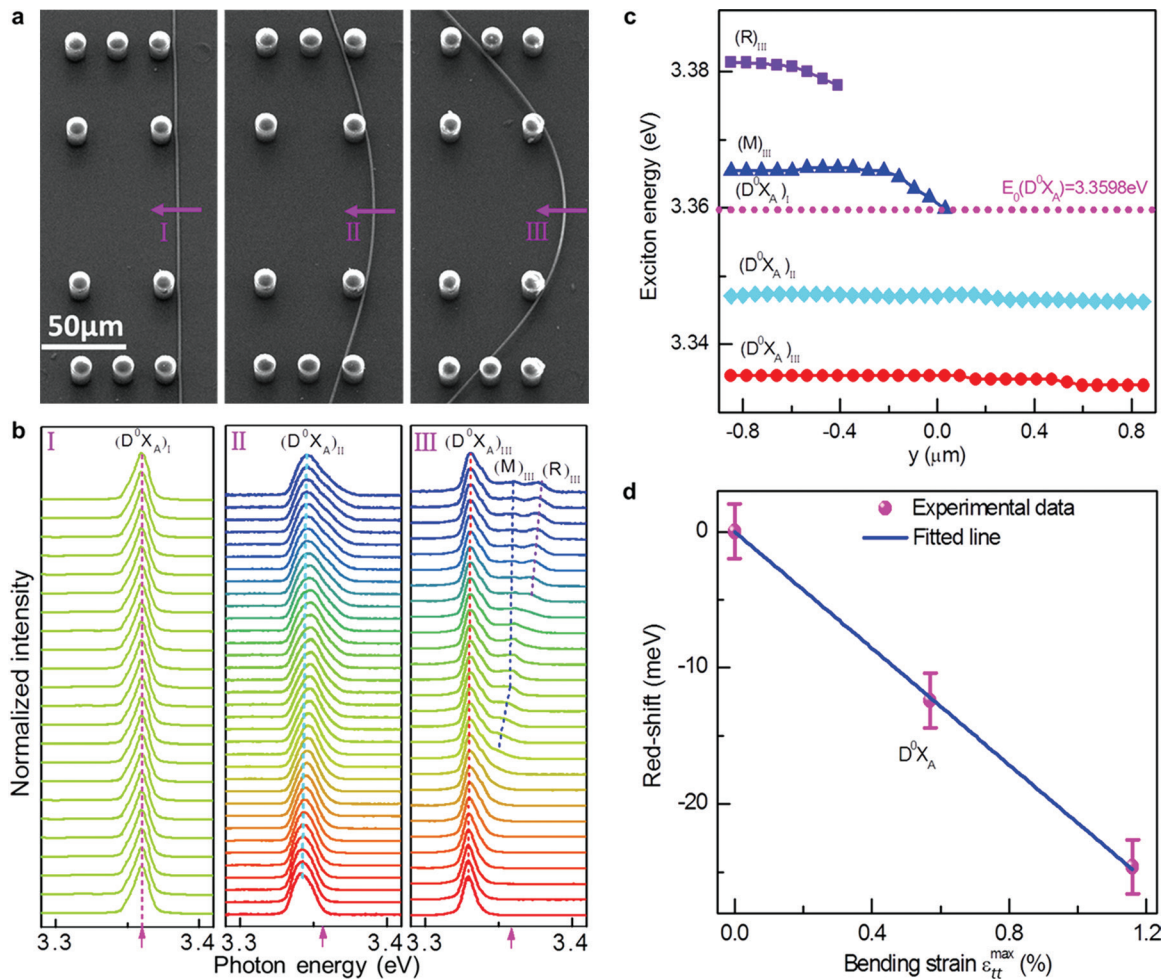 a
I
50μm
II
III
b
I
(D⁰X_A)_I
II
(D⁰X_A)_II
III
(D⁰X_A)_III
(M)_III
(R)_III
Normalized intensity
3.3
3.4
3.3
3.4
3.3
3.4
Photon energy (eV)
c
(R)_III
3.38
(M)_III
(D⁰X_A)_I
E₀(D⁰X_A)=3.3598eV
3.36
(D⁰X_A)_II
3.34
(D⁰X_A)_III
Exciton energy (eV)
-0.8
-0.4
0.0
0.4
0.8
y (μm)
d
Experimental data
Fitted line
0
-10
-20
D⁰X_A
Red-shift (meV)
0.0
0.4
0.8
1.2
Bending strain ε_tt^max (%)